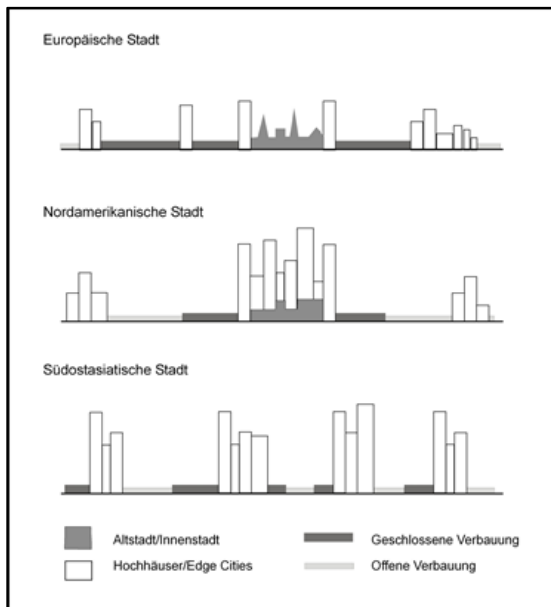 Europäische Stadt
Nordamerikanische Stadt
Südostasiatische Stadt
Altstadt/Innenstadt
Geschlossene Verbauung
Hochhäuser/Edge Cities
Offene Verbauung